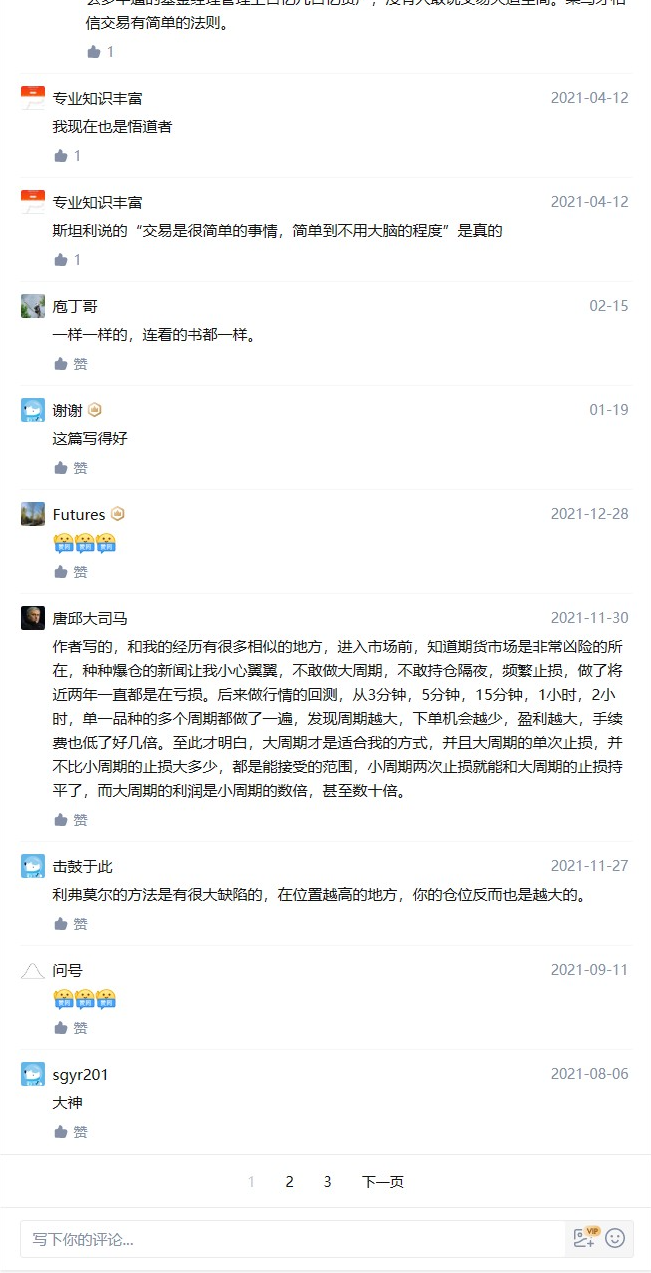 信交易有简单的法则。
1
专业知识丰富
2021-04-12
我现在也是悟道者
1
专业知识丰富
2021-04-12
斯坦利说的“交易是很简单的事情，简单到不用大脑的程度”是真的
1
庖丁哥
02-15
一样一样的，连看的书都一样。
赞
谢谢
01-19
这篇写得好
赞
Futures
2021-12-28
赞
唐邱大司马
2021-11-30
作者写的，和我的经历有很多相似的地方，进入市场前，知道期货市场是非常凶险的所
在，种种爆仓的新闻让我小心翼翼，不敢做大周期，不敢持仓隔夜，频繁止损，做了将
近两年一直都是在亏损。后来做行情的回测，从3分钟，5分钟，15分钟，1小时，2小
时，单一品种的多个周期都做了一遍，发现周期越大，下单机会越少，盈利越大，手续
费也低了好几倍。至此才明白，大周期才是适合我的方式，并且大周期的单次止损，并
不比小周期的止损大多少，都是能接受的范围，小周期两次止损就能和大周期的止损持
平了，而大周期的利润是小周期的数倍，甚至数十倍。
赞
击鼓于此
2021-11-27
利弗莫尔的方法是有很大缺陷的，在位置越高的地方，你的仓位反而也是越大的。
赞
问号
2021-09-11
赞
sgyr201
2021-08-06
大神
赞
1 2 3 下一页
写下你的评论...
VIP